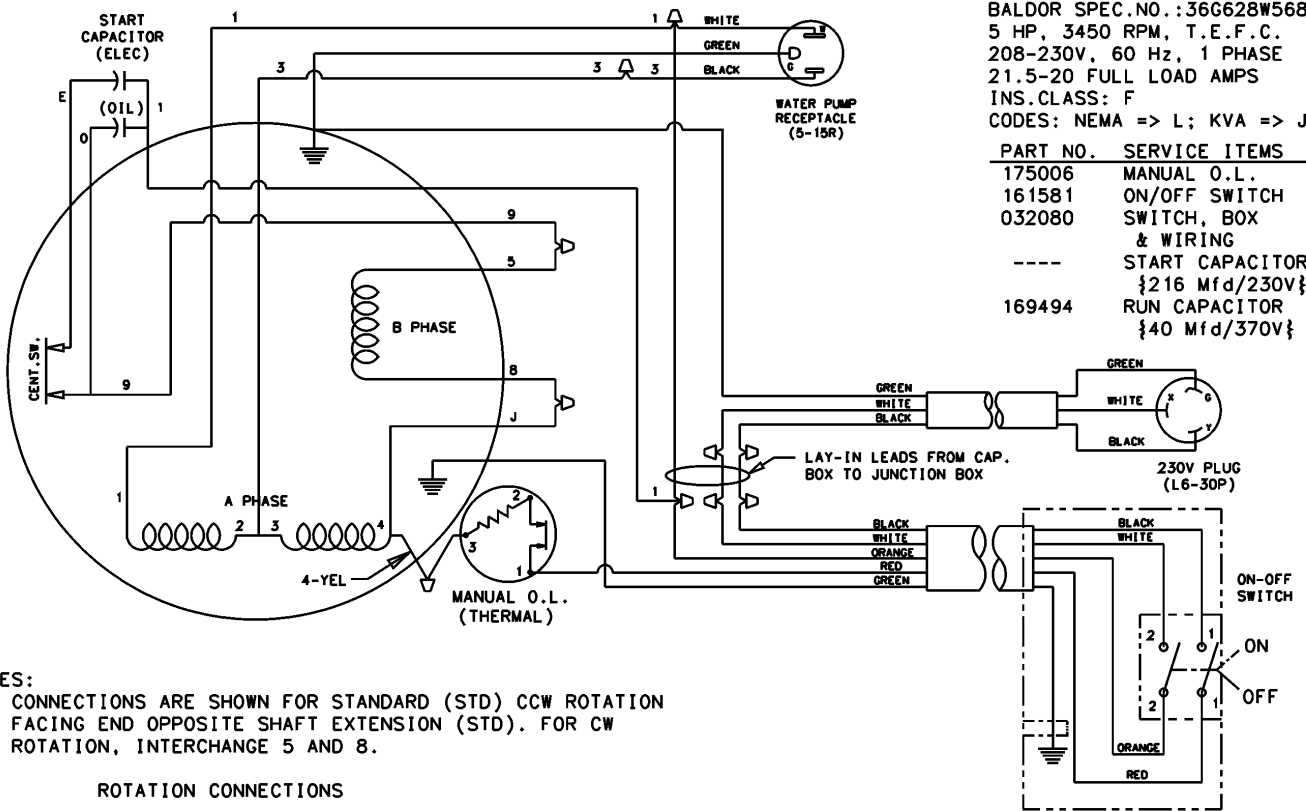 START
CAPACITOR
(ELEC)
E
(OIL)
1
O
1
3
1
WHITE
GREEN
3
3
BLACK
W
G
WATER PUMP
RECEPTACLE
(5-15R)
BALDOR SPEC.NO.:36G628W568
5 HP, 3450 RPM, T.E.F.C.
208-230V, 60 Hz, 1 PHASE
21.5-20 FULL LOAD AMPS
INS.CLASS: F
CODES: NEMA => L; KVA => J
PART NO. SERVICE ITEMS
175006 MANUAL O.L.
161581 ON/OFF SWITCH
032080 SWITCH, BOX
& WIRING
---- START CAPACITOR
{216 Mfd/230V}
169494 RUN CAPACITOR
{40 Mfd/370V}
9
5
B PHASE
8
J
CENT.SW.
9
1
A PHASE
2
3
4
4-YEL
2
3
1
MANUAL O.L.
(THERMAL)
GREEN
WHITE
BLACK
GREEN
WHITE
BLACK
X
G
Y
230V PLUG
(L6-30P)
LAY-IN LEADS FROM CAP.
BOX TO JUNCTION BOX
1
BLACK
WHITE
ORANGE
RED
GREEN
BLACK
WHITE
ON-OFF
SWITCH
2
1
ON
OFF
2
1
ORANGE
RED
ES:
CONNECTIONS ARE SHOWN FOR STANDARD (STD) CCW ROTATION
FACING END OPPOSITE SHAFT EXTENSION (STD). FOR CW
ROTATION, INTERCHANGE 5 AND 8.
ROTATION CONNECTIONS